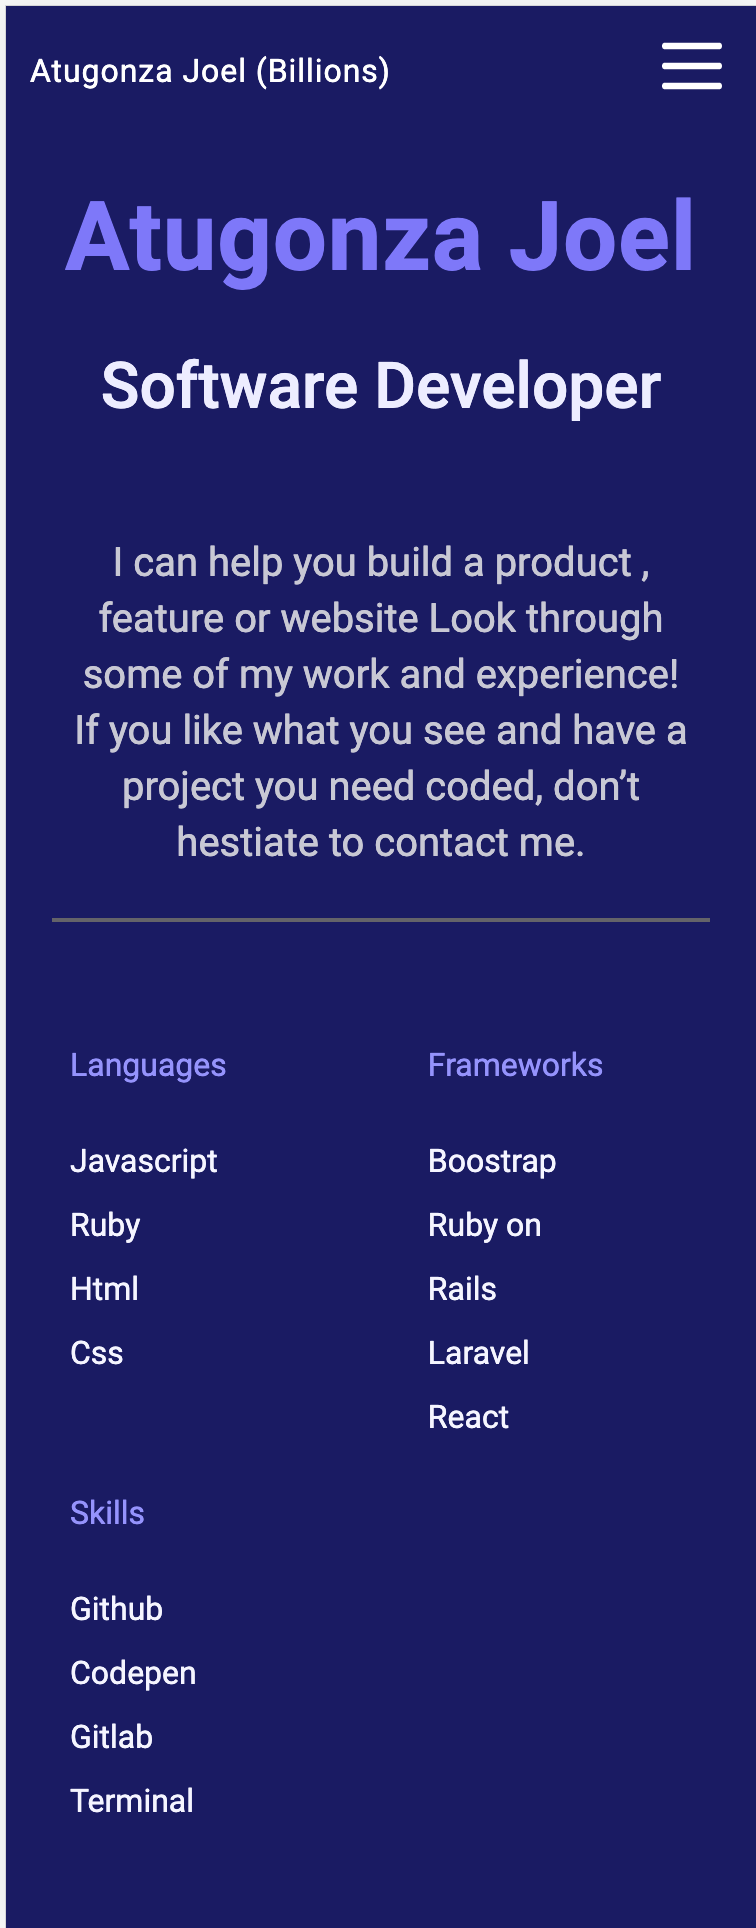 Atugonza Joel (Billions)
Atugonza Joel
Software Developer
I can help you build a product ,
feature or website Look through
some of my work and experience!
If you like what you see and have a
project you need coded, don’t
hestiate to contact me.
Languages
Javascript
Ruby
Html
Css
Frameworks
Boostrap
Ruby on
Rails
Laravel
React
Skills
Github
Codepen
Gitlab
Terminal